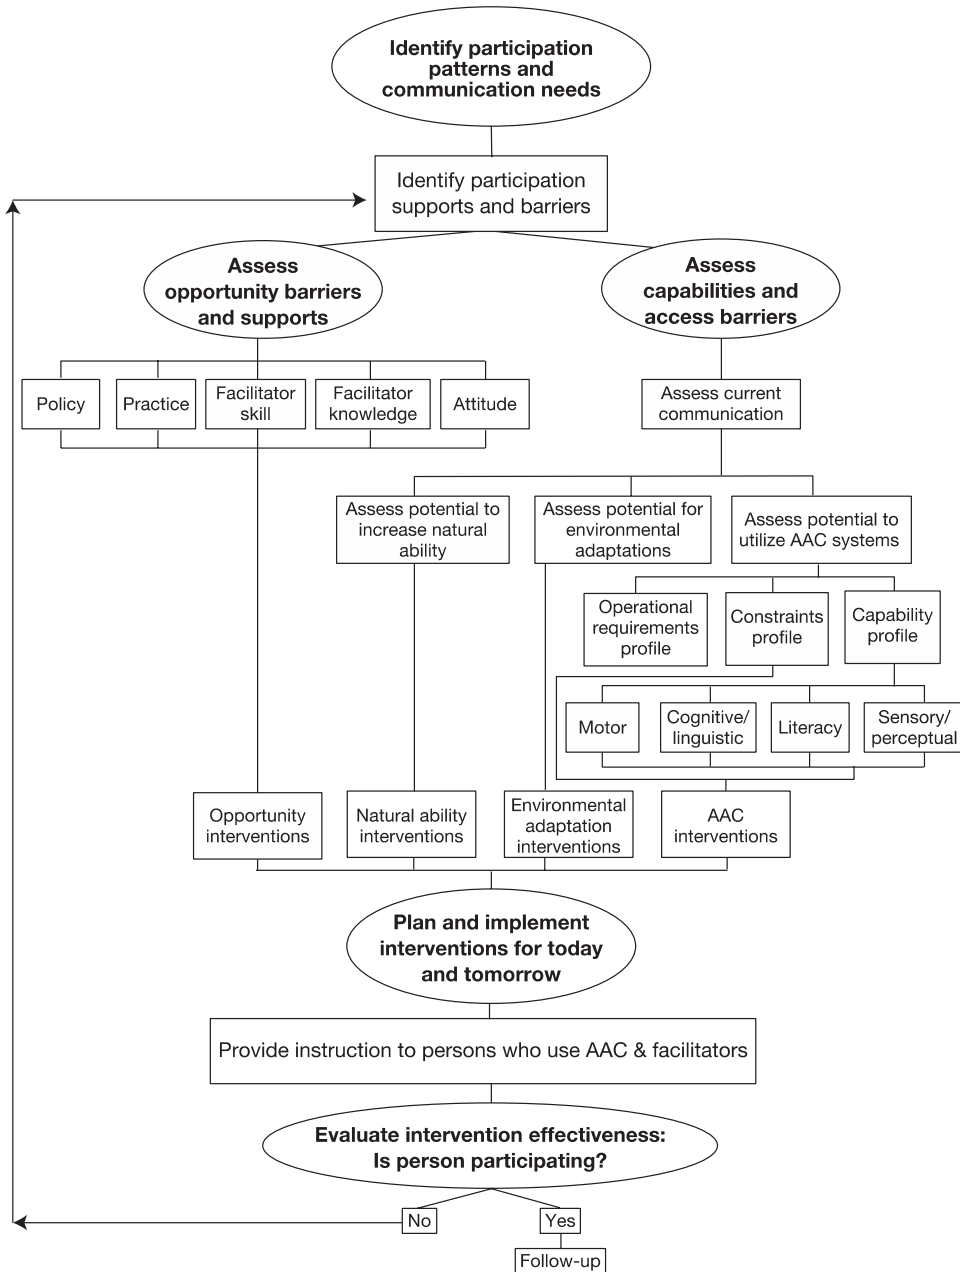 Identify participation
patterns and
communication needs
Identify participation
supports and barriers
Assess
opportunity barriers
and supports
Assess
capabilities and
access barriers
Policy
Practice
Facilitator
skill
Facilitator
knowledge
Attitude
Assess current
communication
Assess potential to
increase natural
ability
Assess potential for
environmental
adaptations
Assess potential to
utilize AAC systems
Operational
requirements
profile
Constraints
profile
Capability
profile
Motor
Cognitive/
linguistic
Literacy
Sensory/
perceptual
Opportunity
interventions
Natural ability
interventions
Environmental
adaptation
interventions
AAC
interventions
Plan and implement
interventions for today
and tomorrow
Provide instruction to persons who use AAC & facilitators
Evaluate intervention effectiveness:
Is person participating?
No
Yes
Follow-up